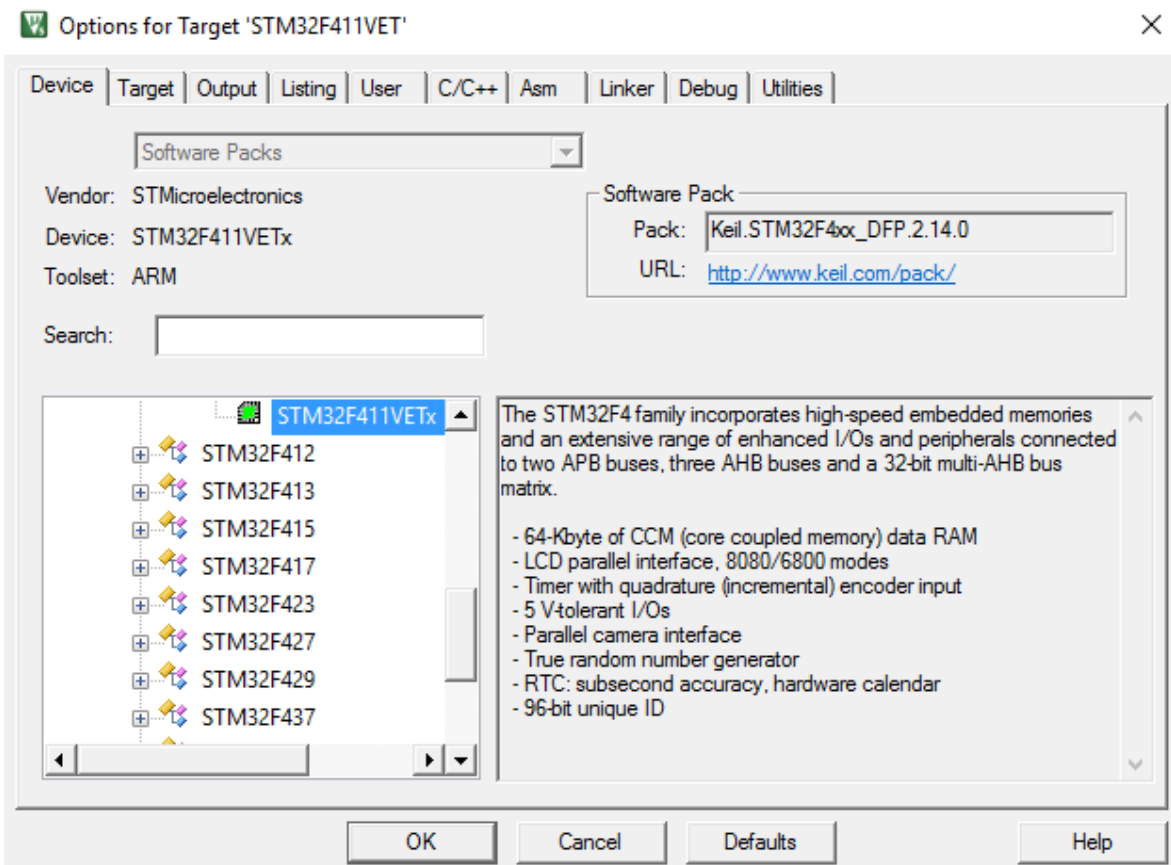 Options for Target 'STM32F411VET'
Device Target Output Listing User C/C++ Asm Linker Debug Utilities
Software Packs
Vendor: STMicroelectronics
Device: STM32F411VETx
Toolset: ARM
Software Pack
Pack: Keil.STM32F4xx_DFP.2.14.0
URL: http://www.keil.com/pack/
Search:
STM32F411VETx
STM32F412
STM32F413
STM32F415
STM32F417
STM32F423
STM32F427
STM32F429
STM32F437
The STM32F4 family incorporates high-speed embedded memories
and an extensive range of enhanced I/Os and peripherals connected
to two APB buses, three AHB buses and a 32-bit multi-AHB bus
matrix.
- 64-Kbyte of CCM (core coupled memory) data RAM
- LCD parallel interface, 8080/6800 modes
- Timer with quadrature (incremental) encoder input
- 5 V-tolerant I/Os
- Parallel camera interface
- True random number generator
- RTC: subsecond accuracy, hardware calendar
- 96-bit unique ID
OK Cancel Defaults Help